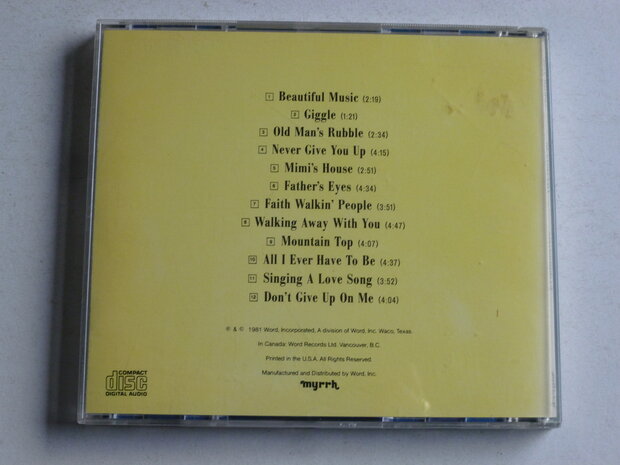 1 Beautiful Music (2:19)
2 Giggle (1:21)
3 Old Man's Rubble (2:34)
4 Never Give You Up (4:15)
5 Mimi's House (2:51)
6 Father's Eyes (4:34)
7 Faith Walkin' People (3:51)
8 Walking Away With You (4:47)
9 Mountain Top (4:07)
10 All I Ever Have To Be (4:37)
11 Singing A Love Song (3:52)
12 Don't Give Up On Me (4:04)
℗ & © 1981 Word, Incorporated, A division of Word, Inc. Waco, Texas.
In Canada: Word Records Ltd. Vancouver, B.C.
Printed in the U.S.A. All Rights Reserved.
Manufactured and Distributed by Word, Inc.
myrrh
COMPACT
disc
DIGITAL AUDIO